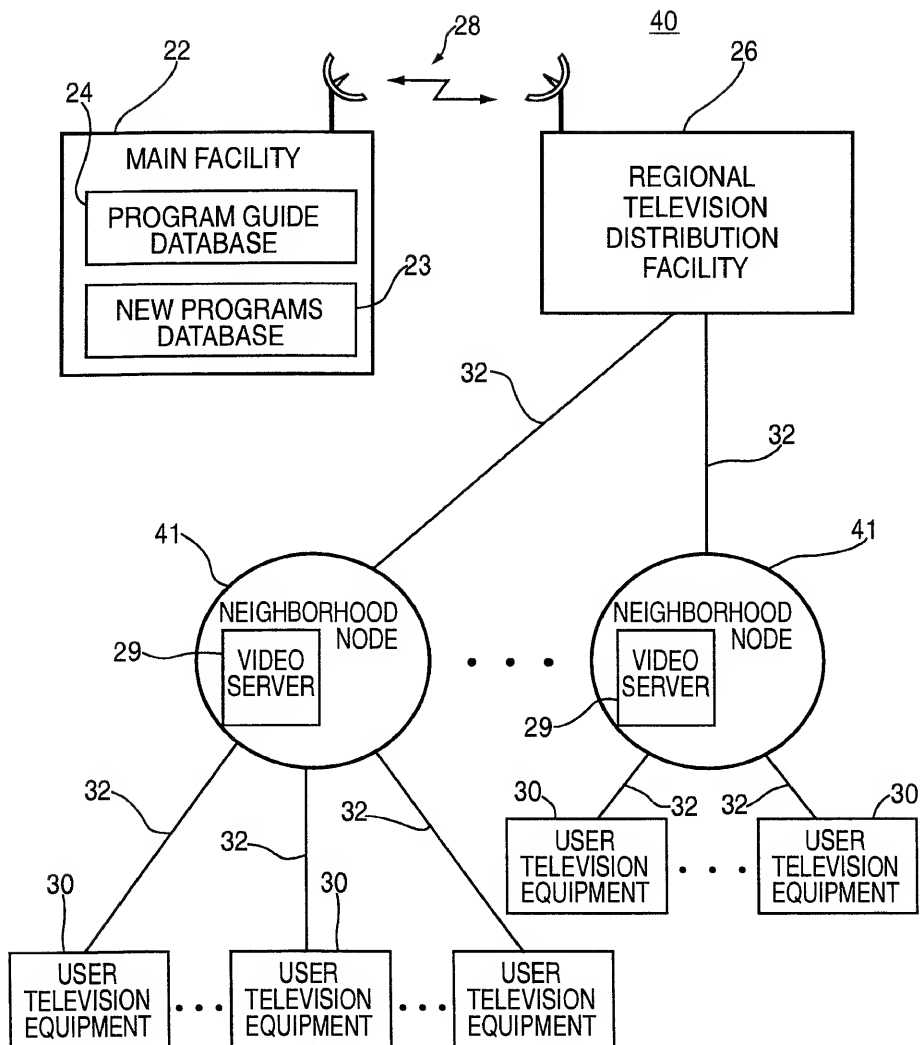 40
28
22
26
24
MAIN FACILITY
PROGRAM GUIDE
DATABASE
23
NEW PROGRAMS
DATABASE
REGIONAL
TELEVISION
DISTRIBUTION
FACILITY
32
32
41
41
NEIGHBORHOOD
NODE
29
VIDEO
SERVER
NEIGHBORHOOD
NODE
29
VIDEO
SERVER
32
32
32
30
32
32
30
USER
TELEVISION
EQUIPMENT
USER
TELEVISION
EQUIPMENT
30
30
USER
TELEVISION
EQUIPMENT
USER
TELEVISION
EQUIPMENT
USER
TELEVISION
EQUIPMENT